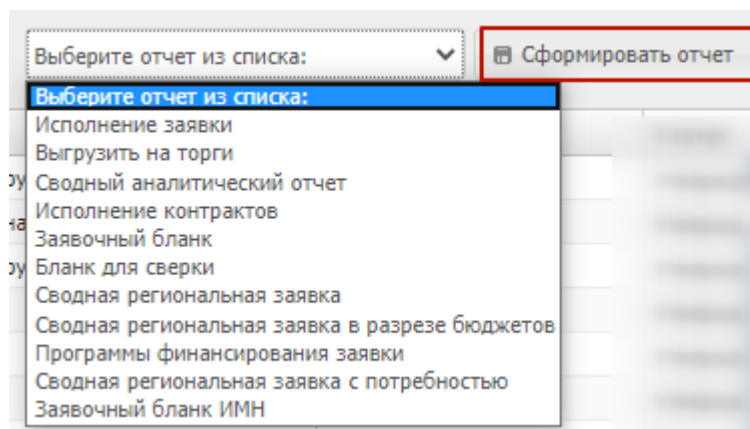 Выберите отчет из списка:
Сформировать отчет
Выберите отчет из списка:
Исполнение заявки
Выгрузить на торги
Сводный аналитический отчет
Исполнение контрактов
Заявочный бланк
Бланк для сверки
Сводная региональная заявка
Сводная региональная заявка в разрезе бюджетов
Программы финансирования заявки
Сводная региональная заявка с потребностью
Заявочный бланк ИМН